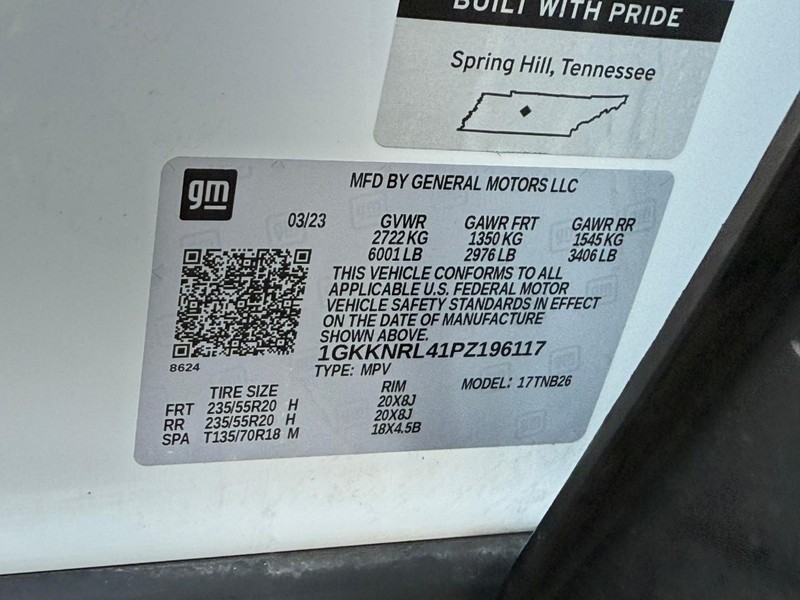 BUILT WITH PRIDE
Spring Hill, Tennessee
gm
MFD BY GENERAL MOTORS LLC
03/23 GVWR GAWR FRT GAWR RR
2722 KG 1350 KG 1545 KG
6001 LB 2976 LB 3406 LB
THIS VEHICLE CONFORMS TO ALL
APPLICABLE U.S. FEDERAL MOTOR
VEHICLE SAFETY STANDARDS IN EFFECT
ON THE DATE OF MANUFACTURE
SHOWN ABOVE.
1GKKNRL41PZ196117
8624
TYPE: MPV MODEL: 17TNB26
TIRE SIZE RIM
FRT 235/55R20 H 20X8J
RR 235/55R20 H 20X8J
SPA T135/70R18 M 18X4.5B